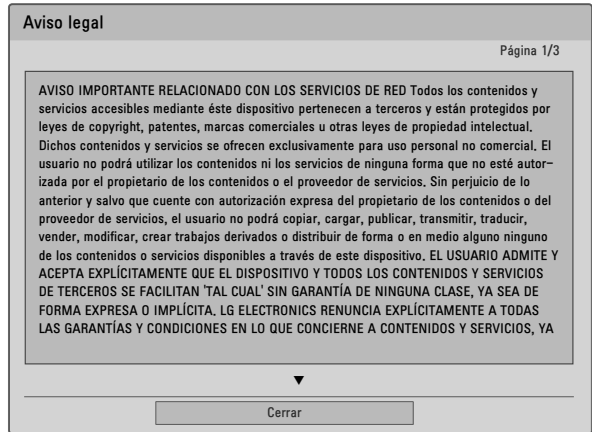 Aviso legal
Página 1/3
AVISO IMPORTANTE RELACIONADO CON LOS SERVICIOS DE RED Todos los contenidos y
servicios accesibles mediante éste dispositivo pertenecen a terceros y están protegidos por
leyes de copyright, patentes, marcas comerciales u otras leyes de propiedad intelectual.
Dichos contenidos y servicios se ofrecen exclusivamente para uso personal no comercial. El
usuario no podrá utilizar los contenidos ni los servicios de ninguna forma que no esté autor-
izada por el propietario de los contenidos o el proveedor de servicios. Sin perjuicio de lo
anterior y salvo que cuente con autorización expresa del propietario de los contenidos o del
proveedor de servicios, el usuario no podrá copiar, cargar, publicar, transmitir, traducir,
vender, modificar, crear trabajos derivados o distribuir de forma o en medio alguno ninguno
de los contenidos o servicios disponibles a través de este dispositivo. EL USUARIO ADMITE Y
ACEPTA EXPLÍCITAMENTE QUE EL DISPOSITIVO Y TODOS LOS CONTENIDOS Y SERVICIOS
DE TERCEROS SE FACILITAN 'TAL CUAL' SIN GARANTÍA DE NINGUNA CLASE, YA SEA DE
FORMA EXPRESA O IMPLÍCITA. LG ELECTRONICS RENUNCIA EXPLÍCITAMENTE A TODAS
LAS GARANTÍAS Y CONDICIONES EN LO QUE CONCIERNE A CONTENIDOS Y SERVICIOS, YA
Cerrar